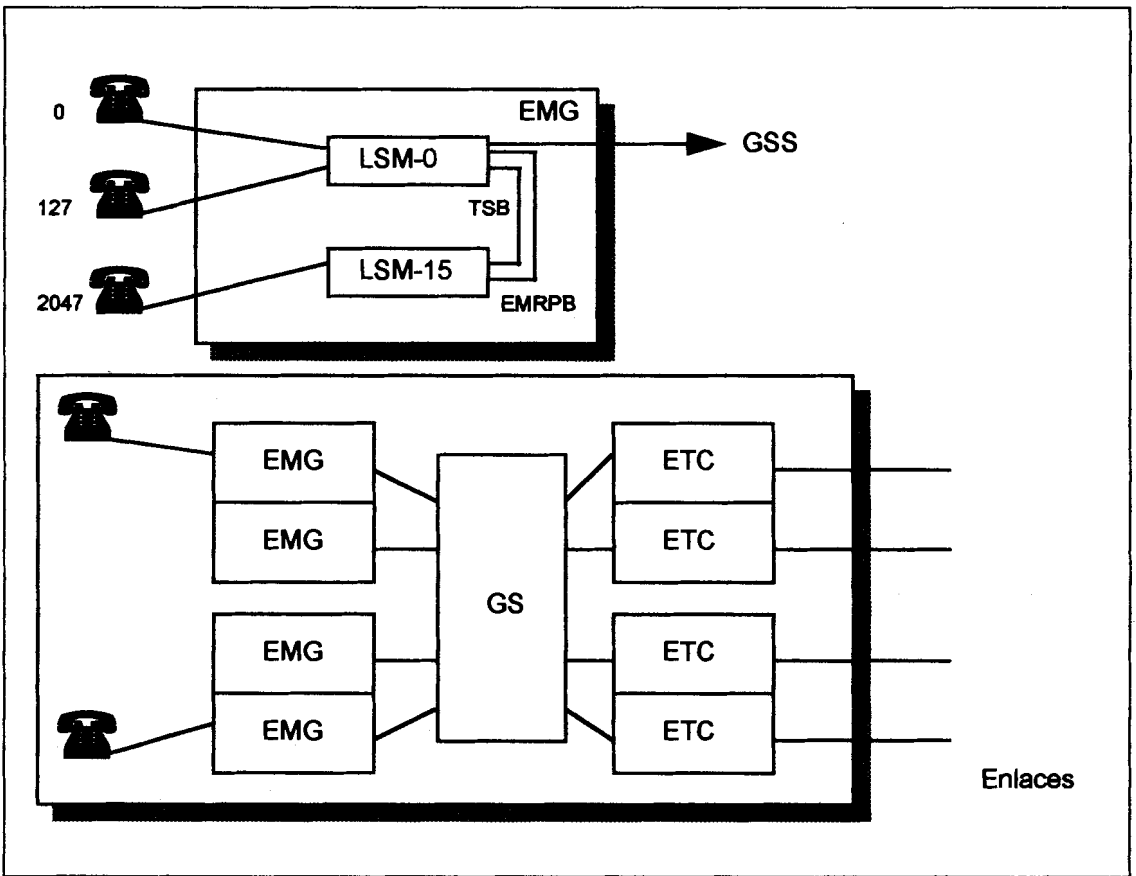 0
EMG
LSM-0
GSS
127
TSB
LSM-15
2047
EMRPB
EMG
ETC
EMG
ETC
GS
EMG
ETC
EMG
ETC
Enlaces